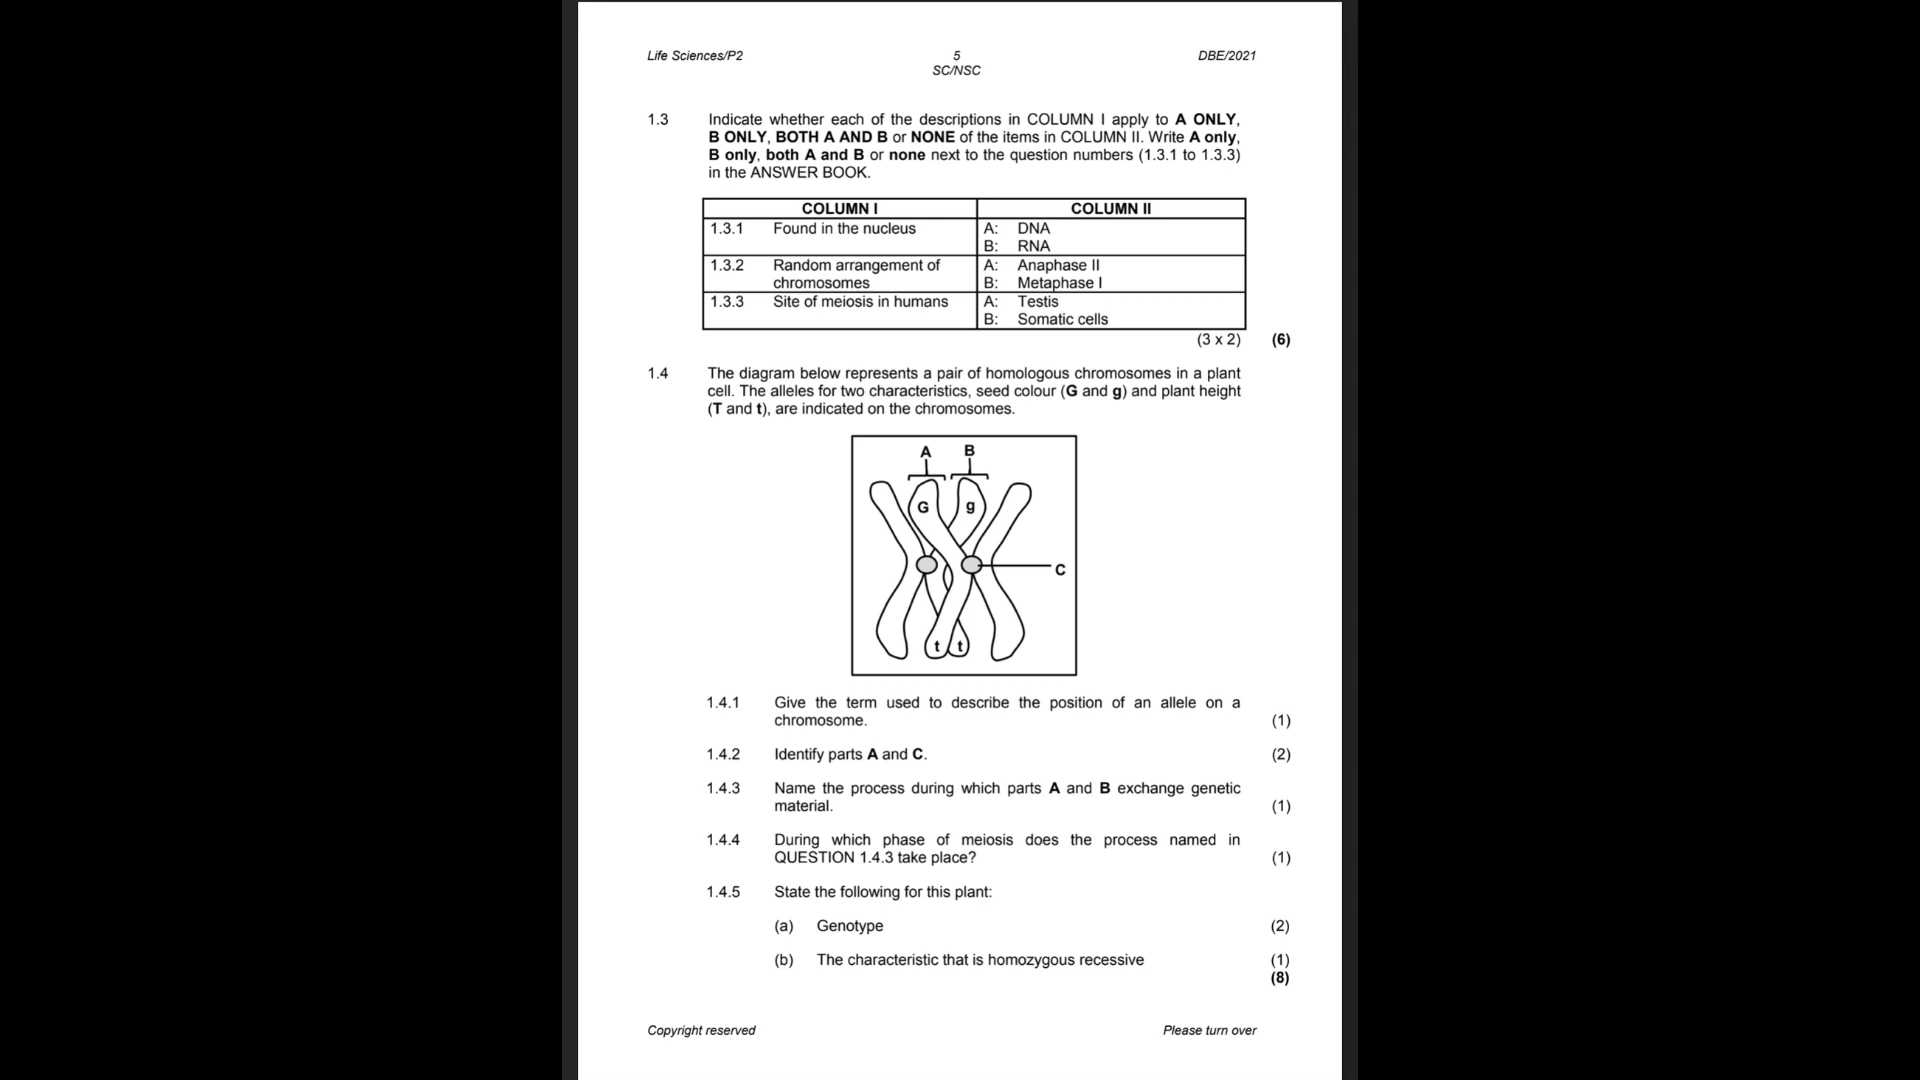 Life Sciences/P2 5 DBE/2021
SC/NSC
1.3 Indicate whether each of the descriptions in COLUMN I apply to A ONLY,
B ONLY, BOTH A AND B or NONE of the items in COLUMN II. Write A only,
B only, both A and B or none next to the question numbers (1.3.1 to 1.3.3)
in the ANSWER BOOK.
COLUMN I COLUMN II
1.3.1 Found in the nucleus A: DNA
B: RNA
1.3.2 Random arrangement of A: Anaphase II
chromosomes B: Metaphase I
1.3.3 Site of meiosis in humans A: Testis
B: Somatic cells
(3 x 2) (6)
1.4 The diagram below represents a pair of homologous chromosomes in a plant
cell. The alleles for two characteristics, seed colour (G and g) and plant height
(T and t), are indicated on the chromosomes.
A B
G g
C
t t
1.4.1 Give the term used to describe the position of an allele on a
chromosome. (1)
1.4.2 Identify parts A and C. (2)
1.4.3 Name the process during which parts A and B exchange genetic
material. (1)
1.4.4 During which phase of meiosis does the process named in
QUESTION 1.4.3 take place? (1)
1.4.5 State the following for this plant:
(a) Genotype (2)
(b) The characteristic that is homozygous recessive (1)
(8)
Copyright reserved Please turn over